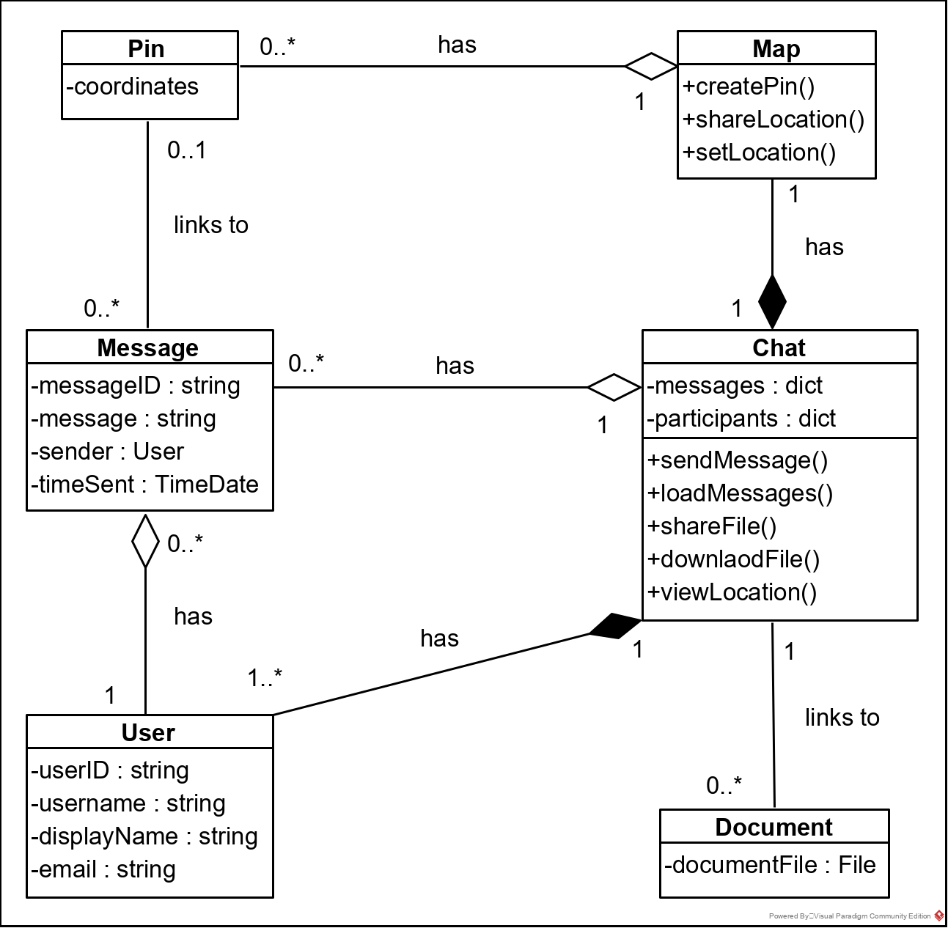 Pin
-coordinates
0..*
has
1
Map
+createPin()
+shareLocation()
+setLocation()
0..1
links to
0..*
1
has
1
Message
-messageID : string
-message : string
-sender : User
-timeSent : TimeDate
0..*
has
1
Chat
-messages : dict
-participants : dict
+sendMessage()
+loadMessages()
+shareFile()
+downlaodFile()
+viewLocation()
0..*
has
1
1..*
has
1
User
-userID : string
-username : string
-displayName : string
-email : string
1
links to
0..*
Document
-documentFile : File
Powered By Visual Paradigm Community Edition